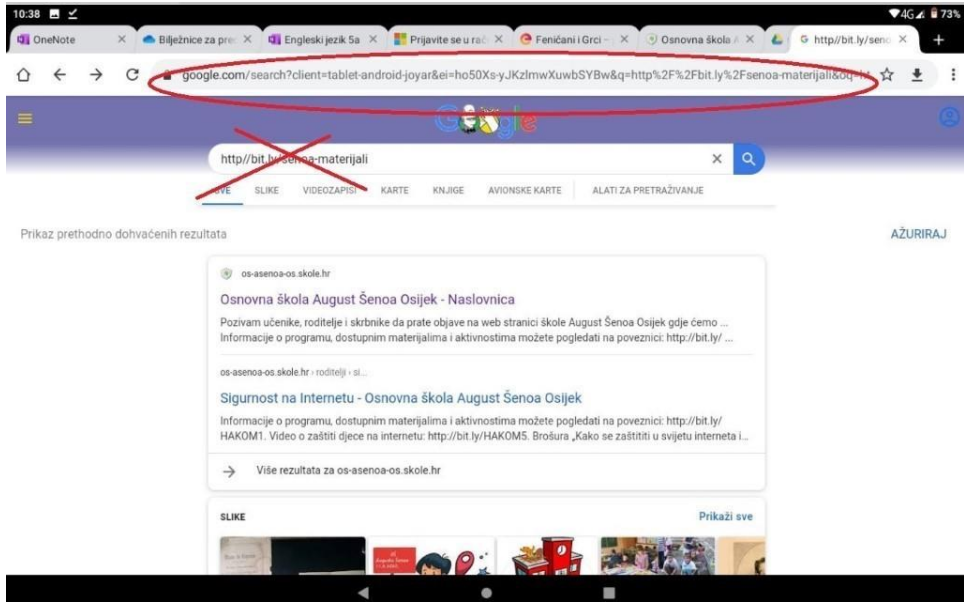 10:38 4G 73%
OneNote Bilježnice za pre Engleski jezik 5a Prijavite se u rač Feničani i Grci – Osnovna škola A http//bit.ly/seno
google.com/search?client=tablet-android-joyar&ei=ho50Xs-yJKzlmwXuwbSYBw&q=http%2F%2Fbit.ly%2Fsenoa-materijali&oq=ht
Google
http//bit.ly/senoa-materijali
SVE SLIKE VIDEOZAPISI KARTE KNJIGE AVIONSKE KARTE ALATI ZA PRETRAŽIVANJE
Prikaz prethodno dohvaćenih rezultata AŽURIRAJ
os-asenoa-os.skole.hr
Osnovna škola August Šenoa Osijek - Naslovnica
Pozivam učenike, roditelje i skrbnike da prate objave na web stranici škole August Šenoa Osijek gdje ćemo ...
Informacije o programu, dostupnim materijalima i aktivnostima možete pogledati na poveznici: http://bit.ly/ ...
os-asenoa-os.skole.hr › roditelji › si...
Sigurnost na Internetu - Osnovna škola August Šenoa Osijek
Informacije o programu, dostupnim materijalima i aktivnostima možete pogledati na poveznici: http://bit.ly/
HAKOM1. Video o zaštiti djece na internetu: http://bit.ly/HAKOM5. Brošura „Kako se zaštititi u svijetu interneta i...
Više rezultata za os-asenoa-os.skole.hr
SLIKE Prikaži sve